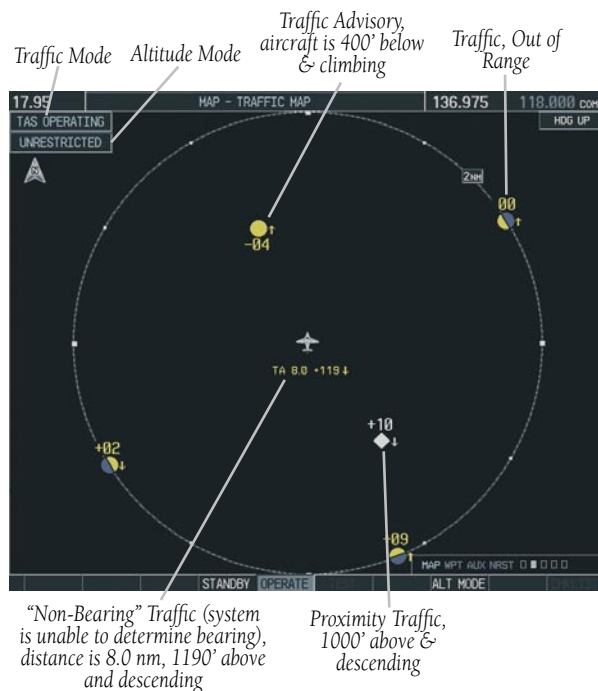 Traffic Advisory,
aircraft is 400’ below
& climbing
Traffic, Out of
Range
Traffic Mode
Altitude Mode
17.95
MAP - TRAFFIC MAP
136.975
118.000 COM
TAS OPERATING
HDG UP
UNRESTRICTED
N
2NM
00
↑
↑
-04
TA 8.0 +119↓
+10
↓
+02
↓
+09
↑
MAP WPT AUX NRST
STANDBY
OPERATE
ALT MODE
“Non-Bearing” Traffic (system
is unable to determine bearing),
distance is 8.0 nm, 1190’ above
and descending
Proximity Traffic,
1000’ above &
descending